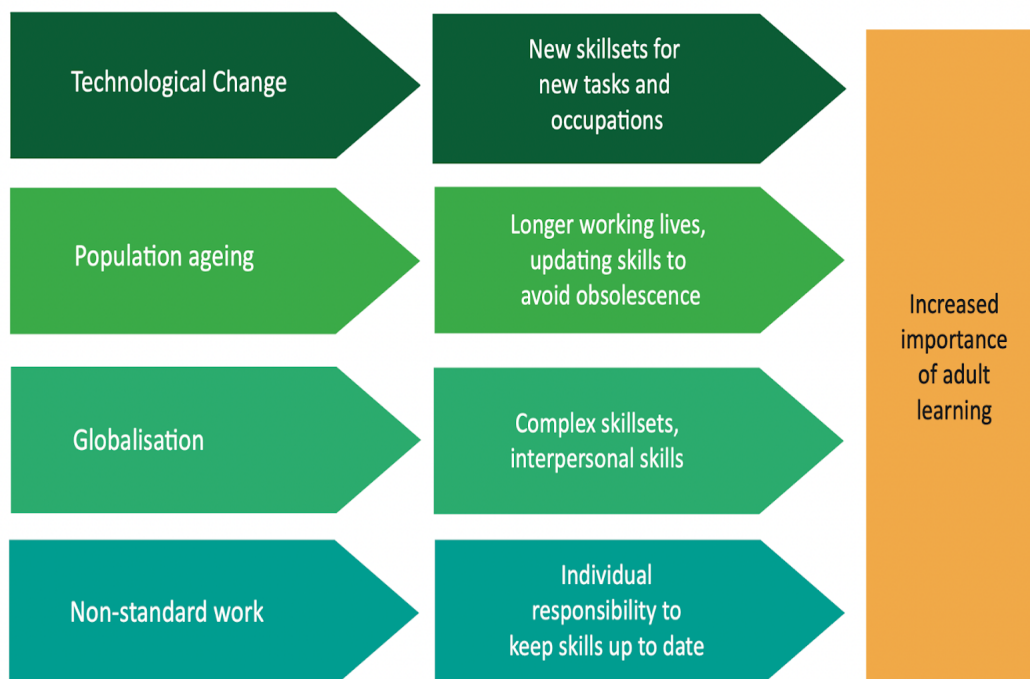 Technological Change
New skillsets for
new tasks and
occupations
Population ageing
Longer working lives,
updating skills to
avoid obsolescence
Globalisation
Complex skillsets,
interpersonal skills
Non-standard work
Individual
responsibility to
keep skills up to date
Increased
importance
of adult
learning